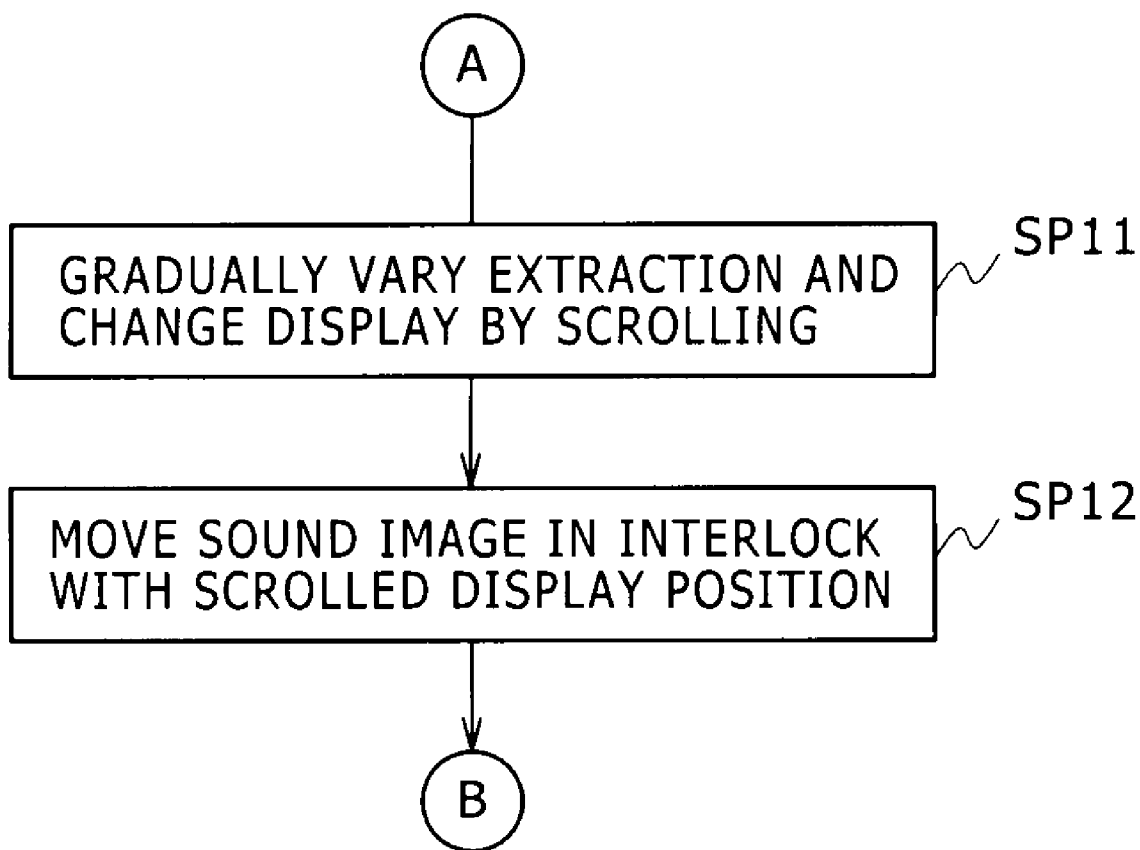 A
GRADUALLY VARY EXTRACTION AND
CHANGE DISPLAY BY SCROLLING
SP11
MOVE SOUND IMAGE IN INTERLOCK
WITH SCROLLED DISPLAY POSITION
SP12
B